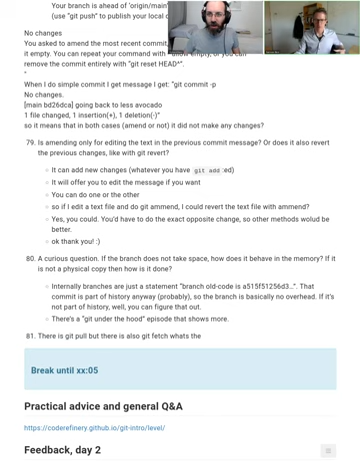 Your branch is ahead of 'origin/main'
(use "git push" to publish your local c
No changes
You asked to amend the most recent commit,
it empty. You can repeat your command with
remove the commit entirely with "git reset HEAD^".
"
When I do simple commit I get message I get: "git commit -p
No changes.
[main bd26dca] going back to less avocado
1 file changed, 1 insertion(+), 1 deletion(-)"
so it means that in both cases (amend or not) it did not make any changes?
79. Is amending only for editing the text in the previous commit message? Or does it also revert
the previous changes, like with git revert?
It can add new changes (whatever you have git add :ed)
It will offer you to edit the message if you want
You can do one or the other
so if I edit a text file and do git ammend, I could revert the text file with ammend?
Yes, you could. You'd have to do the exact opposite change, so other methods wolud be
better.
ok thank you! :)
80. A curious question. If the branch does not take space, how does it behave in the memory? If it
is not a physical copy then how is it done?
Internally branches are just a statement "branch old-code is a515f51256d3…". That
commit is part of history anyway (probably), so the branch is basically no overhead. If it's
not part of history, well, you can figure that out.
There's a "git under the hood" episode that shows more.
81. There is git pull but there is also git fetch whats the
Break until xx:05
Practical advice and general Q&A
https://coderefinery.github.io/git-intro/level/
Feedback, day 2